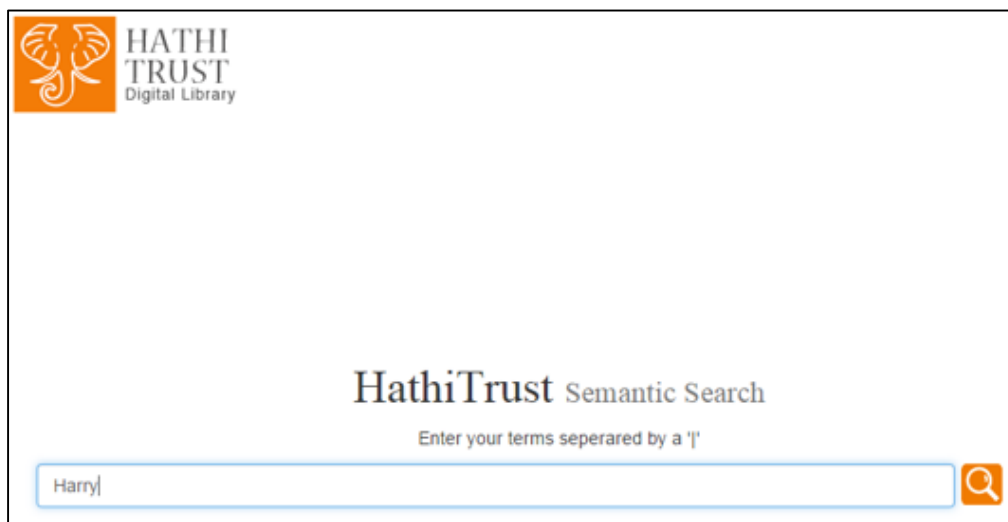 HATHI
TRUST
Digital Library
HathiTrust Semantic Search
Enter your terms seperared by a '|'
Harry